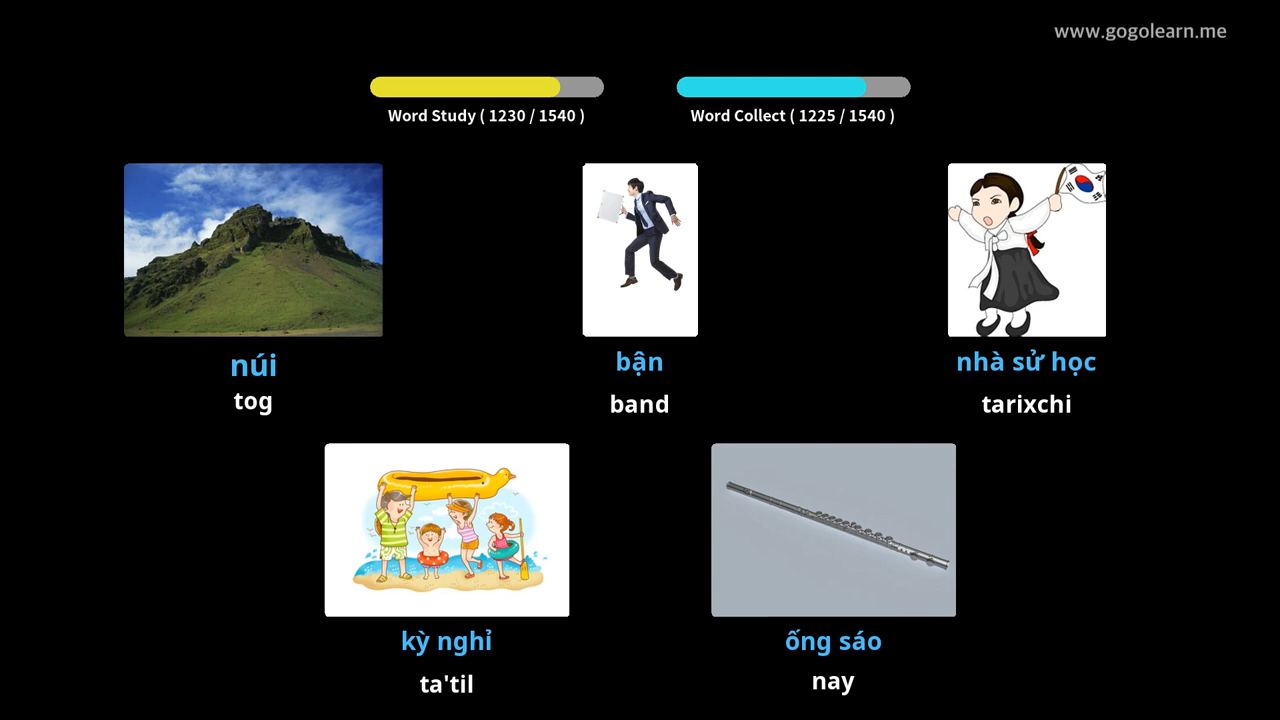 www.gogolearn.me
Word Study ( 1230 / 1540 )
Word Collect ( 1225 / 1540 )
núi
tog
bận
band
nhà sử học
tarixchi
kỳ nghỉ
ta'til
ống sáo
nay